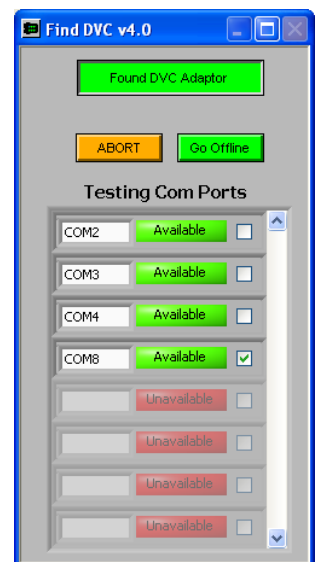 Find DVC v4.0
Found DVC Adaptor
ABORT Go Offline
Testing Com Ports
COM2 Available
COM3 Available
COM4 Available
COM8 Available
Unavailable
Unavailable
Unavailable
Unavailable